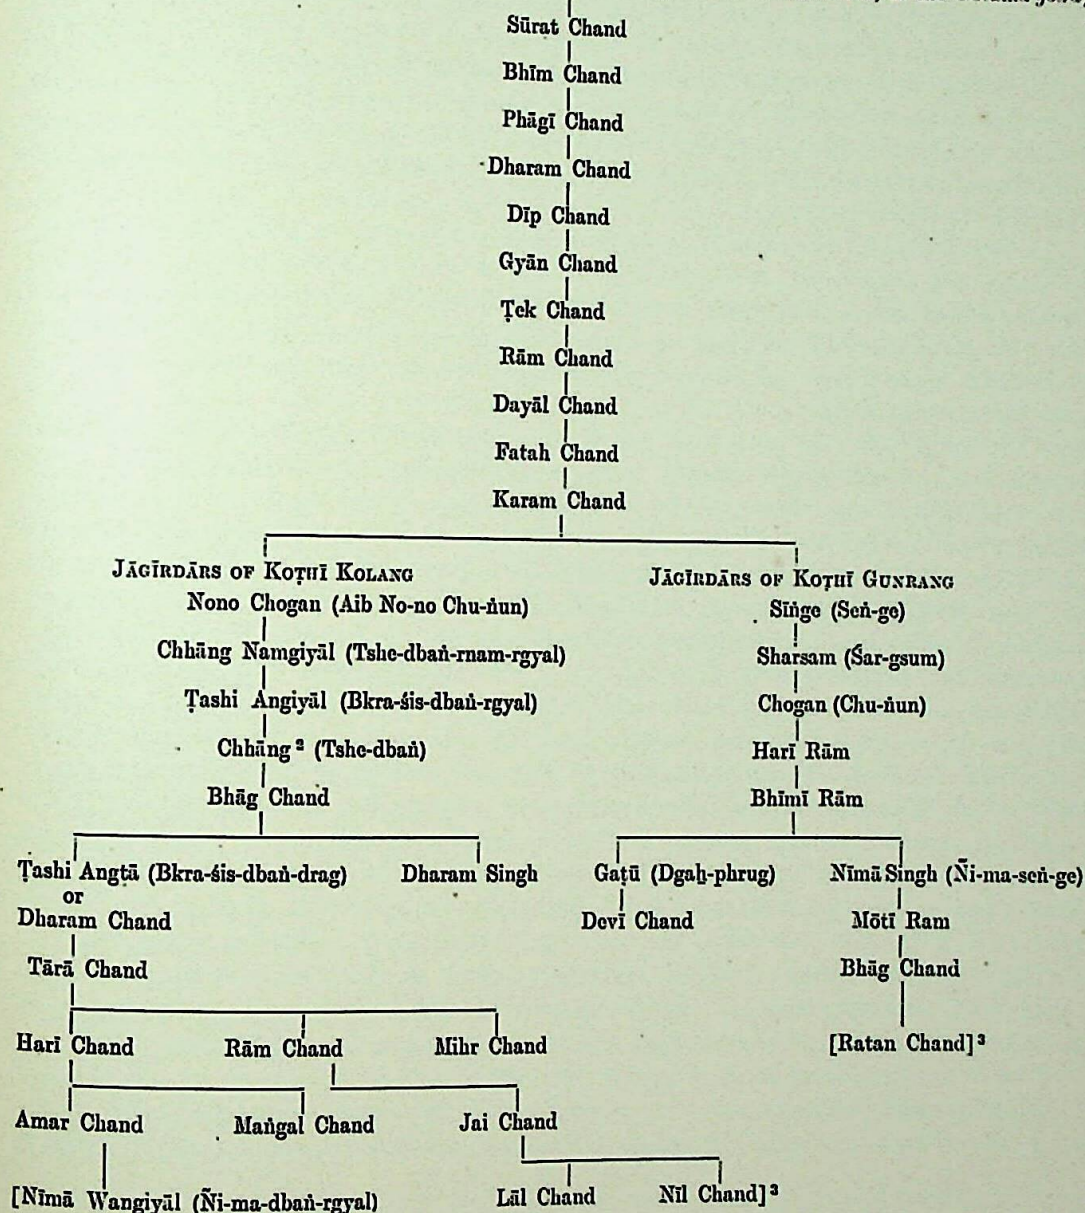 Sūrat Chand
Bhīm Chand
Phāgī Chand
Dharam Chand
Dīp Chand
Gyān Chand
Ṭek Chand
Rām Chand
Dayāl Chand
Fatah Chand
Karam Chand
JĀGĪRDĀRS OF KOṬHĪ KOLANG JĀGĪRDĀRS OF KOṬHĪ GUNRANG
Nono Chogan (Aib No-no Chu-ṅun) Sīṅge (Seṅ-ge)
Chhāng Namgiyāl (Tshe-dbaṅ-rnam-rgyal) Sharsam (Śar-gsum)
Ṭashi Angiyāl (Bkra-śis-dbaṅ-rgyal) Chogan (Chu-ṅun)
Chhāng² (Tshe-dbaṅ) Harī Rām
Bhāg Chand Bhīmī Rām
Ṭashi Angṭā (Bkra-śis-dbaṅ-drag) Dharam Singh Gaṭū (Dgaḥ-phrug) Nīmā Singh (Ñi-ma-seṅ-ge)
or
Dharam Chand Devī Chand Mōtī Ram
Tārā Chand Bhāg Chand
Harī Chand Rām Chand Mihr Chand [Ratan Chand]³
Amar Chand Maṅgal Chand Jai Chand
[Nīmā Wangiyāl (Ñi-ma-dbaṅ-rgyal) Lāl Chand Nīl Chand]³